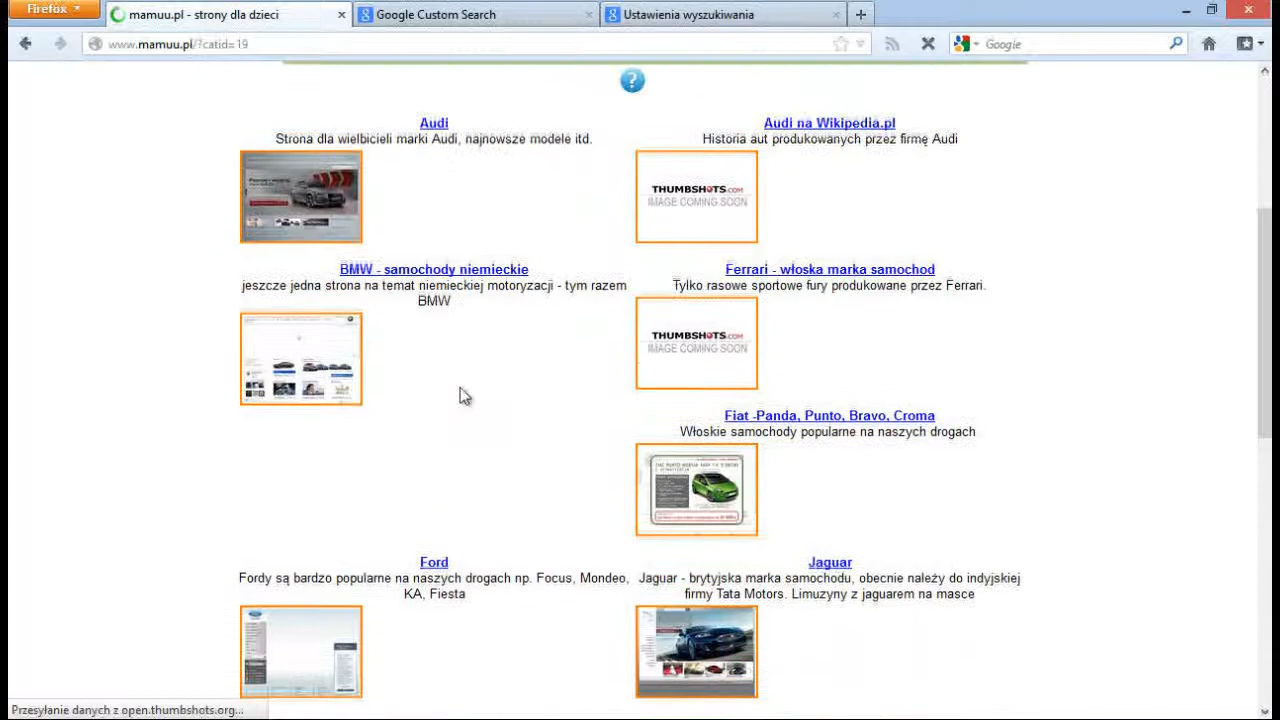 Firefox
mamuu.pl - strony dla dzieci
Google Custom Search
Ustawienia wyszukiwania
www.mamuu.pl/?catid=19
Google
?
Audi
Strona dla wielbicieli marki Audi, najnowsze modele itd.
Audi na Wikipedia.pl
Historia aut produkowanych przez firmę Audi
THUMBSHOTS.COM
IMAGE COMING SOON
BMW - samochody niemieckie
jeszcze jedna strona na temat niemieckiej motoryzacji - tym razem
BMW
Ferrari - włoska marka samochod
Tylko rasowe sportowe fury produkowane przez Ferrari.
THUMBSHOTS.COM
IMAGE COMING SOON
Fiat -Panda, Punto, Bravo, Croma
Włoskie samochody popularne na naszych drogach
Ford
Fordy są bardzo popularne na naszych drogach np. Focus, Mondeo,
KA, Fiesta
Jaguar
Jaguar - brytyjska marka samochodu, obecnie należy do indyjskiej
firmy Tata Motors. Limuzyny z jaguarem na masce
Przesyłanie danych z open.thumbshots.org...